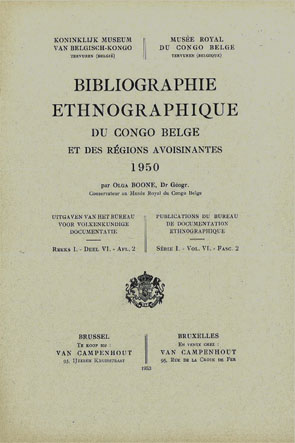 KONINKLIJK MUSEUM
VAN BELGISCH-KONGO
TERVUREN (BELGIË)
MUSÉE ROYAL
DU CONGO BELGE
TERVUREN (BELGIQUE)
BIBLIOGRAPHIE
ETHNOGRAPHIQUE
DU CONGO BELGE
ET DES RÉGIONS AVOISINANTES
1950
par OLGA BOONE, Dr Géogr.
Conservateur au Musée Royal du Congo Belge
UITGAVEN VAN HET BUREAU
VOOR VOLKENKUNDIGE
DOCUMENTATIE
REEKS I. - DEEL VI. - AFL. 2
PUBLICATIONS DU BUREAU
DE DOCUMENTATION
ETHNOGRAPHIQUE
SÉRIE I. - VOL. VI. - FASC. 2
BRUSSEL
TE KOOP BIJ :
VAN CAMPENHOUT
93, IJZEREN KRUISSTRAAT
BRUXELLES
EN VENTE CHEZ :
VAN CAMPENHOUT
93, RUE DE LA CROIX DE FER
1953